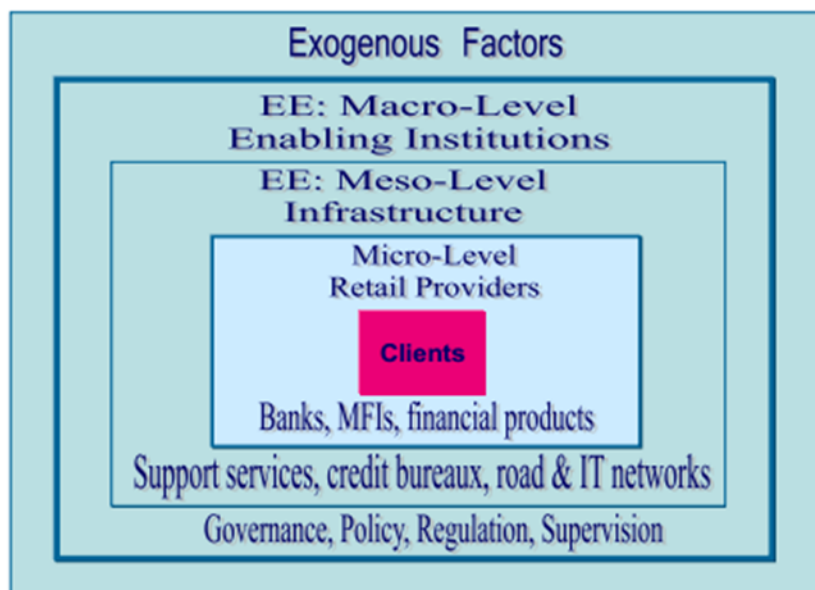 Exogenous Factors
EE: Macro-Level
Enabling Institutions
EE: Meso-Level
Infrastructure
Micro-Level
Retail Providers
Clients
Banks, MFIs, financial products
Support services, credit bureaux, road & IT networks
Governance, Policy, Regulation, Supervision